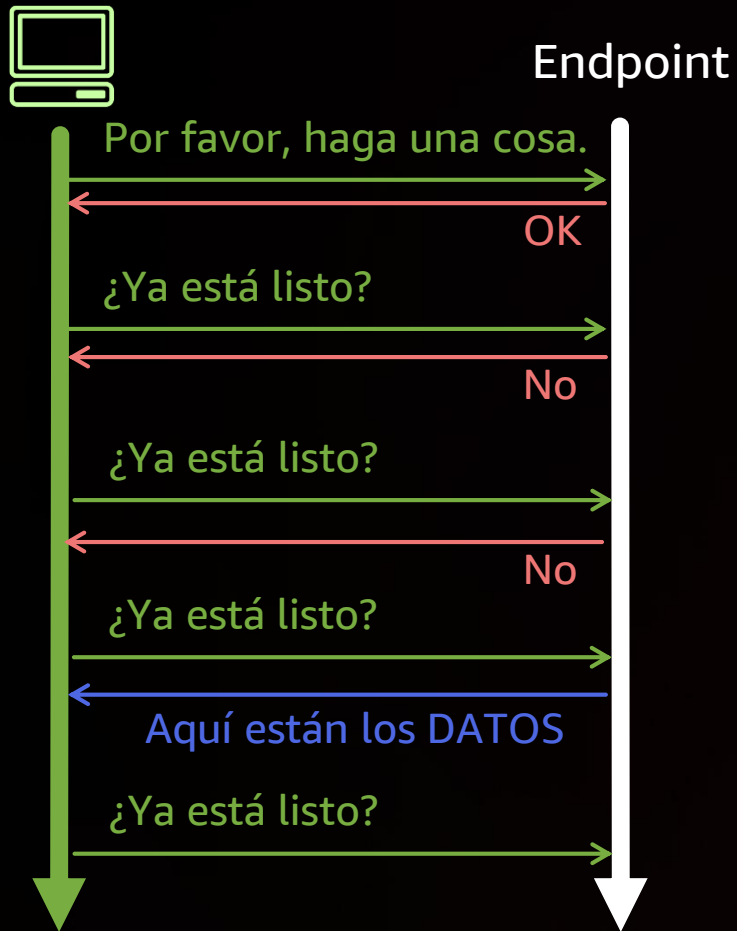 Endpoint
Por favor, haga una cosa.
OK
¿Ya está listo?
No
¿Ya está listo?
No
¿Ya está listo?
Aquí están los DATOS
¿Ya está listo?